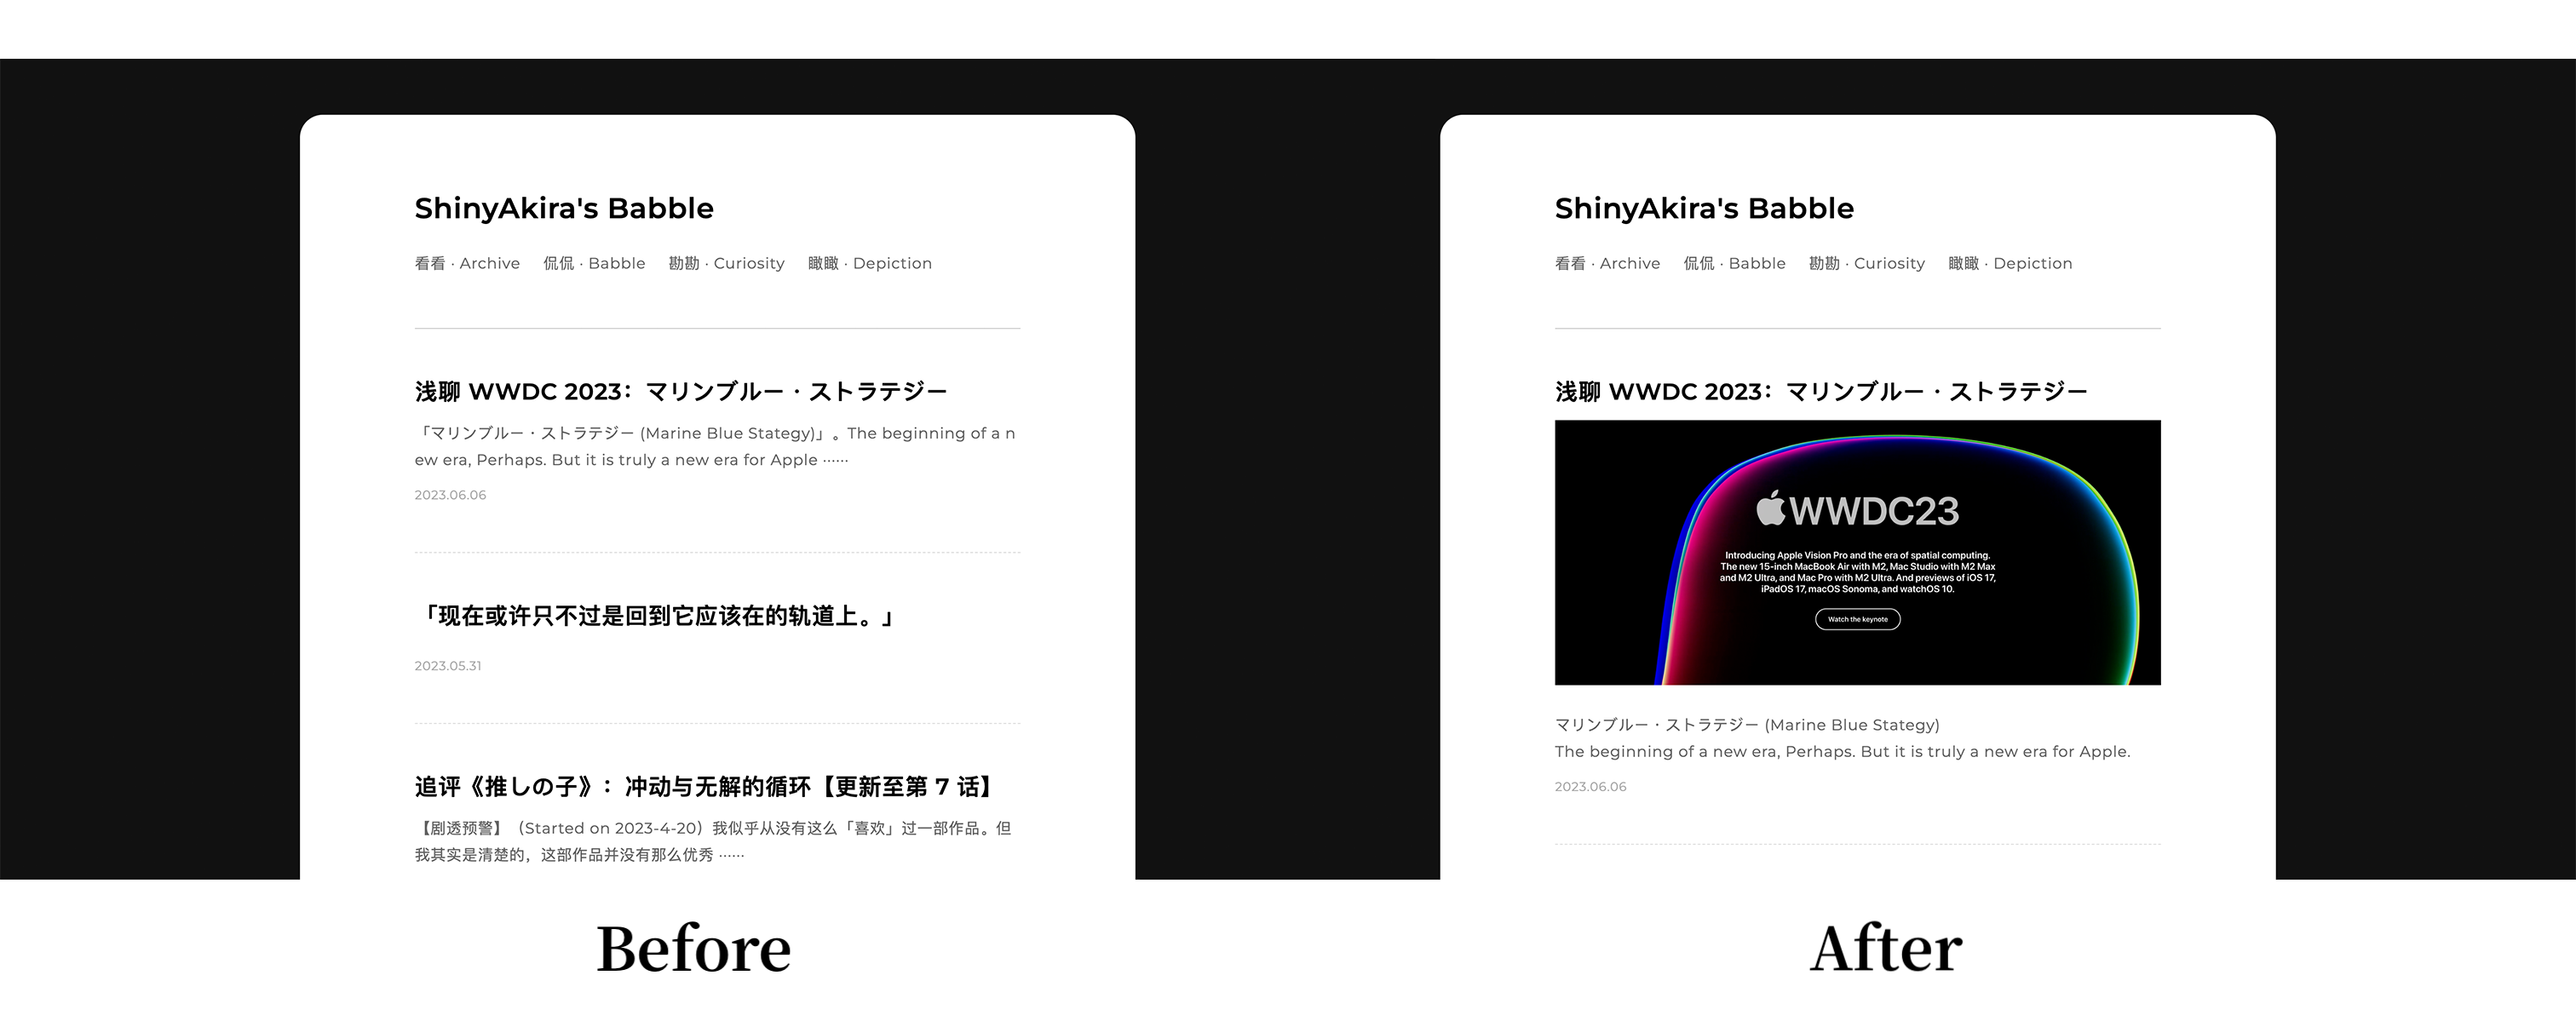 ShinyAkira's Babble
看看 · Archive 侃侃 · Babble 勘勘 · Curiosity 瞰瞰 · Depiction
浅聊 WWDC 2023：マリンブルー・ストラテジー
「マリンブルー・ストラテジー (Marine Blue Stategy)」。The beginning of a n
ew era, Perhaps. But it is truly a new era for Apple ······
2023.06.06
「现在或许只不过是回到它应该在的轨道上。」
2023.05.31
追评《推しの子》：冲动与无解的循环【更新至第 7 话】
【剧透预警】（Started on 2023-4-20）我似乎从没有这么「喜欢」过一部作品。但
我其实是清楚的，这部作品并没有那么优秀 ······
Before
ShinyAkira's Babble
看看 · Archive 侃侃 · Babble 勘勘 · Curiosity 瞰瞰 · Depiction
浅聊 WWDC 2023：マリンブルー・ストラテジー
WWDC23
Introducing Apple Vision Pro and the era of spatial computing.
The new 15-inch MacBook Air with M2, Mac Studio with M2 Max
and M2 Ultra, and Mac Pro with M2 Ultra. And previews of iOS 17,
iPadOS 17, macOS Sonoma, and watchOS 10.
Watch the keynote
マリンブルー・ストラテジー (Marine Blue Stategy)
The beginning of a new era, Perhaps. But it is truly a new era for Apple.
2023.06.06
After